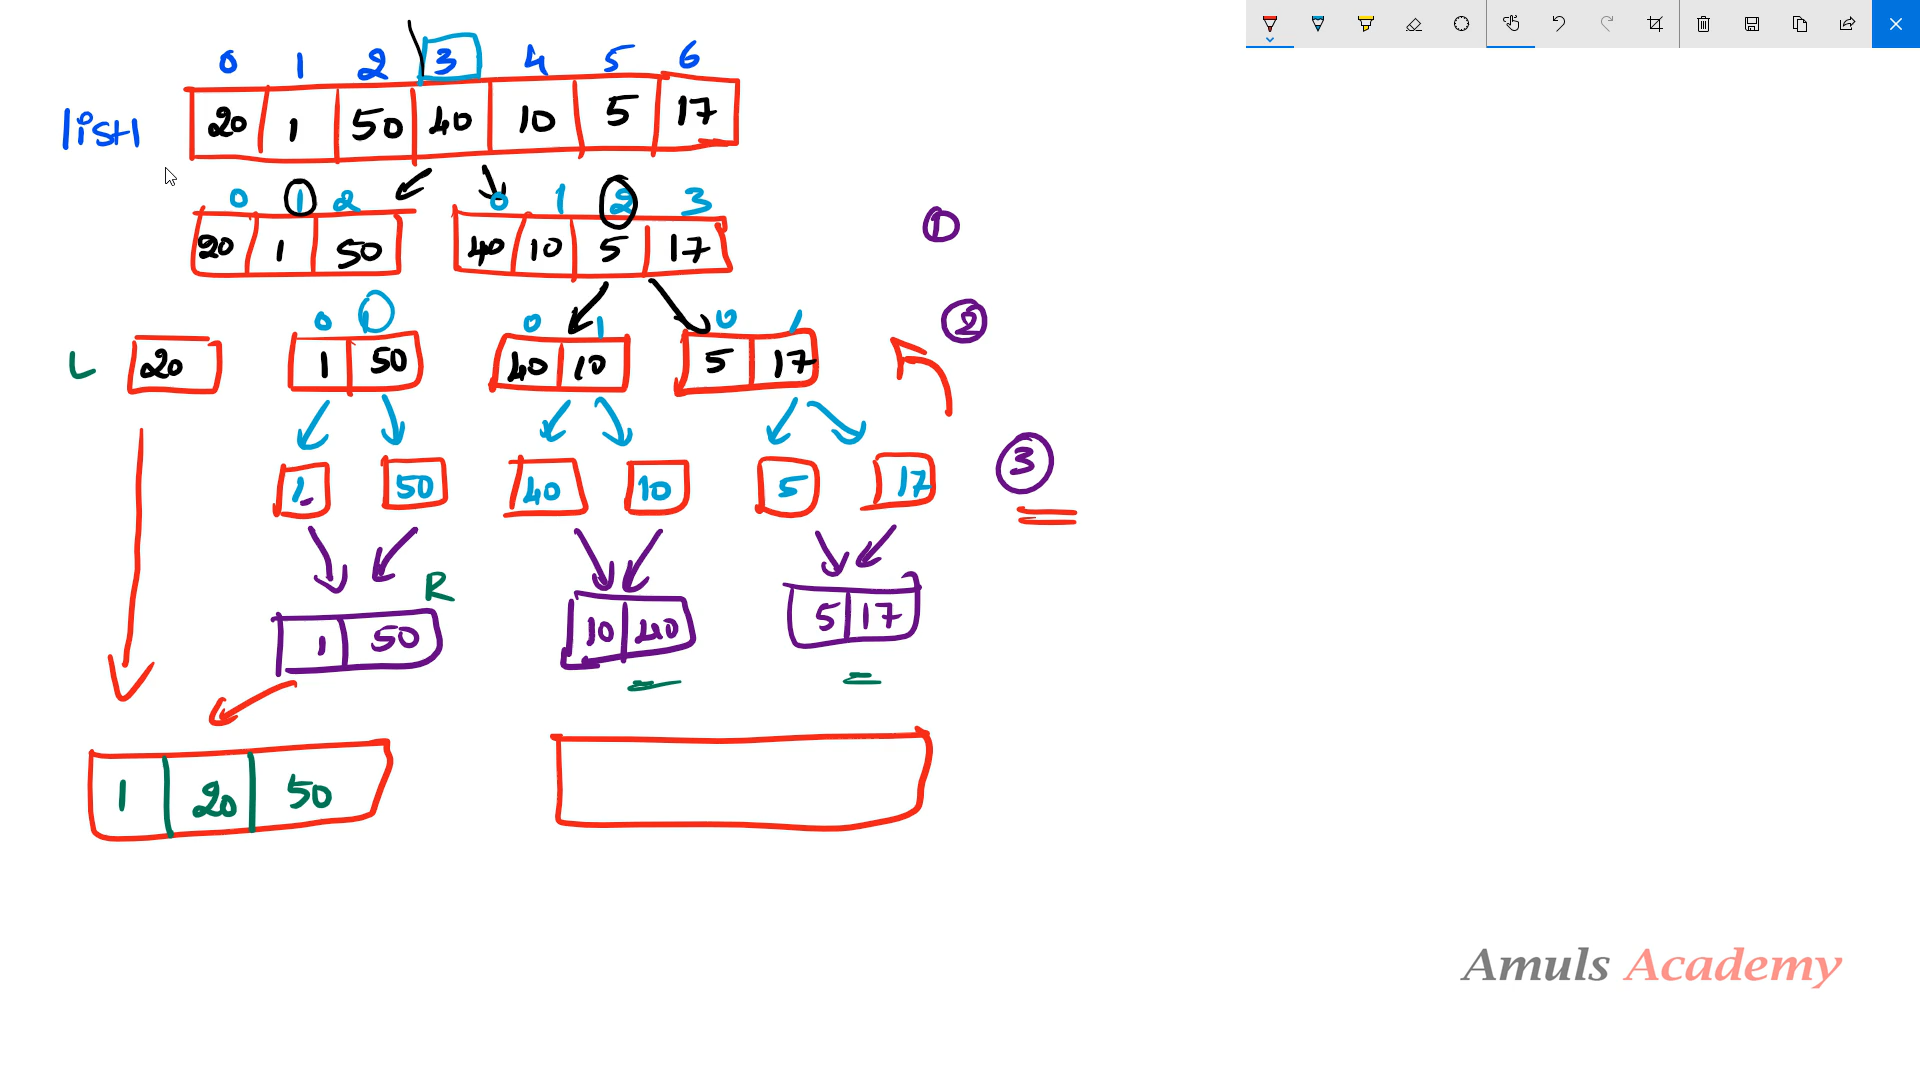 0 1 2 3 4 5 6
list1 20 1 50 40 10 5 17
0 1 2 0 1 2 3
20 1 50 40 10 5 17 1
0 1 0 1 0 1 2
L 20 1 50 40 10 5 17
1 50 40 10 5 17 3
R
1 50 10 40 5 17
1 20 50
Amuls Academy